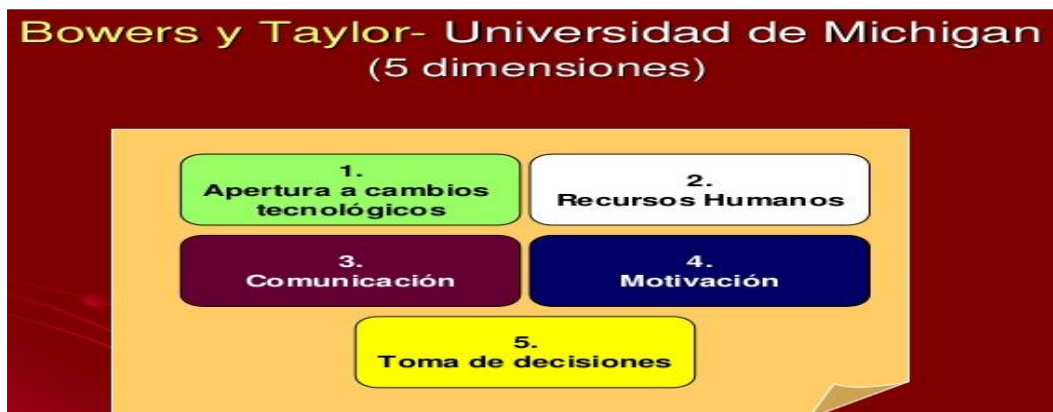 Bowers y Taylor- Universidad de Michigan
(5 dimensiones)
1.
Apertura a cambios
tecnológicos
2.
Recursos Humanos
3.
Comunicación
4.
Motivación
5.
Toma de decisiones